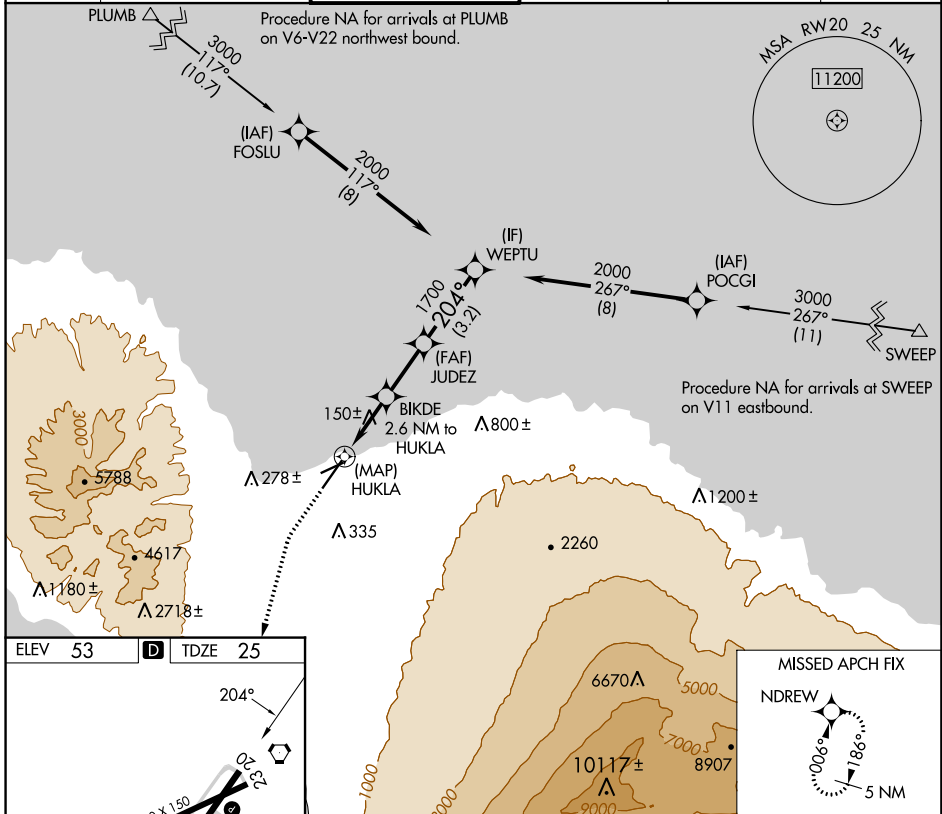 PLUMB
Procedure NA for arrivals at PLUMB
on V6-V22 northwest bound.
3000
117°
(10.7)
MSA RW20 25 NM
11200
(IAF)
FOSLU
2000
117°
(8)
(IF)
WEPTU
2000
267°
(8)
(IAF)
POCGI
3000
267°
(11)
SWEEP
1700
204°
(3.2)
(FAF)
JUDEZ
Procedure NA for arrivals at SWEEP
on V11 eastbound.
150±
BIKDE
2.6 NM to
HUKLA
800±
3000
5788
278±
(MAP)
HUKLA
1200±
335
2260
4617
1180±
2718±
ELEV 53
D
TDZE 25
204°
23
20
X 150
P
6670
5000
7000
8907
10117±
9000
1000
MISSED APCH FIX
NDREW
006°
186°
5 NM